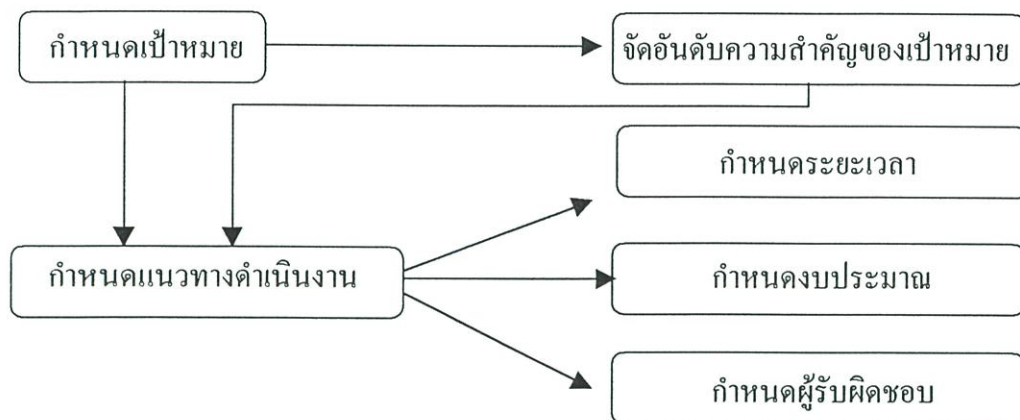 กำหนดเป้าหมาย
จัดอันดับความสำคัญของเป้าหมาย
กำหนดระยะเวลา
กำหนดแนวทางดำเนินงาน
กำหนดงบประมาณ
กำหนดผู้รับผิดชอบ